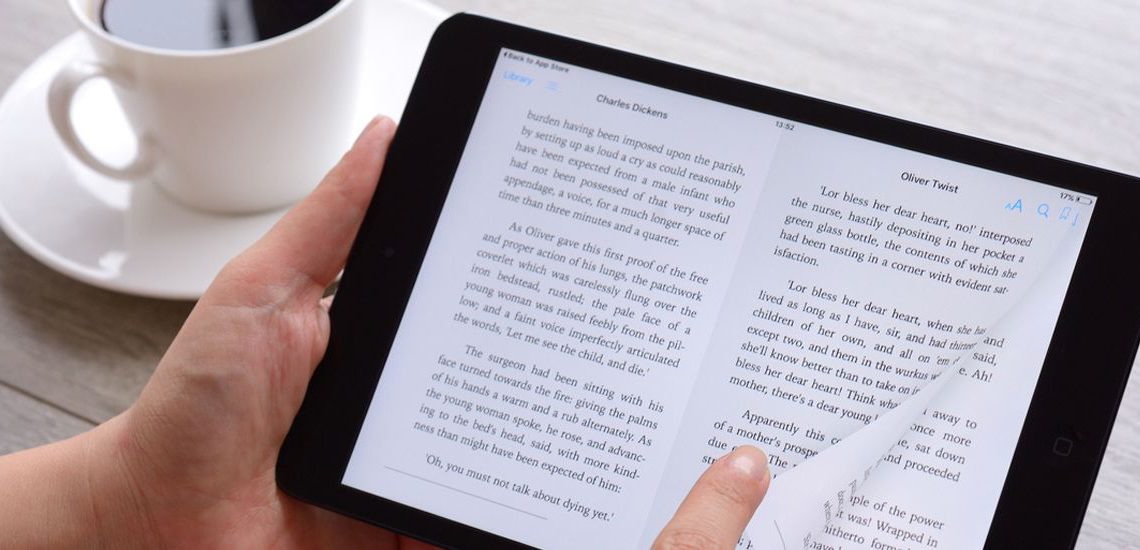 Back to App Store
Library
Charles Dickens
burden having been imposed upon the parish,
by setting up as loud a cry as could reasonably
have been expected from a male infant who
had not been possessed of that very useful
appendage, a voice, for a much longer space of
time than three minutes and a quarter.
As Oliver gave this first proof of the free
and proper action of his lungs, the patchwork
coverlet which was carelessly flung over the
iron bedstead, rustled; the pale face of a
young woman was raised feebly from the pil-
low; and a faint voice imperfectly articulated
the words, 'Let me see the child, and die.'
The surgeon had been sitting with his
face turned towards the fire: giving the palms
of his hands a warm and a rub alternately. As
the young woman spoke, he rose, and advanc-
ing to the bed's head, said, with more kind-
ness than might have been expected of him:
'Oh, you must not talk about dying yet.'
13.52
Oliver Twist
17%
AA
'Lor bless her dear heart, no!' interposed
the nurse, hastily depositing in her pocket a
green glass bottle, the contents of which she
had been tasting in a corner with evident sat-
isfaction.
'Lor bless her dear heart, when she has
lived as long as I have, sir, and had thirteen
children of her own, and all on 'em
except two, and them in the wurkus
she'll know better than to take on in
bless her dear heart! Think
mother, there's a dear young
Apparently this
of a mother's
due
The
and
said,
e. Ah!
away to
once more
sat down
and proceeded
ple of the power
it was! Wrapped in
hitherto
have